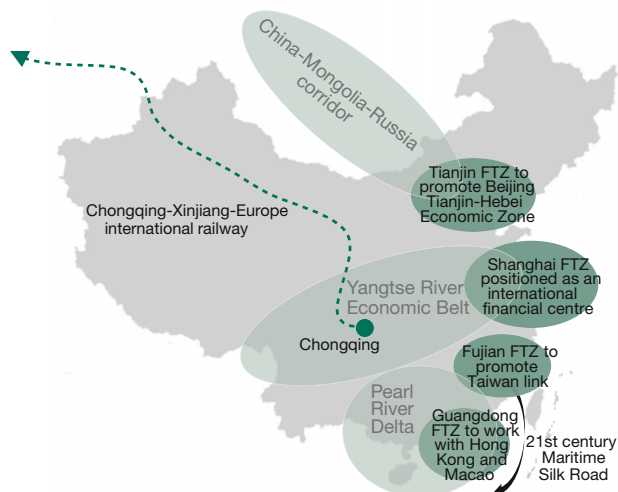 China-Mongolia-Russia
corridor
Tianjin FTZ to
promote Beijing
Tianjin-Hebei
Economic Zone
Chongqing-Xinjiang-Europe
international railway
Shanghai FTZ
positioned as an
international
financial centre
Yangtse River
Economic Belt
Chongqing
Fujian FTZ to
promote
Taiwan link
Pearl
River
Delta
Guangdong
FTZ to work
with Hong
Kong and
Macao
21st century
Maritime
Silk Road